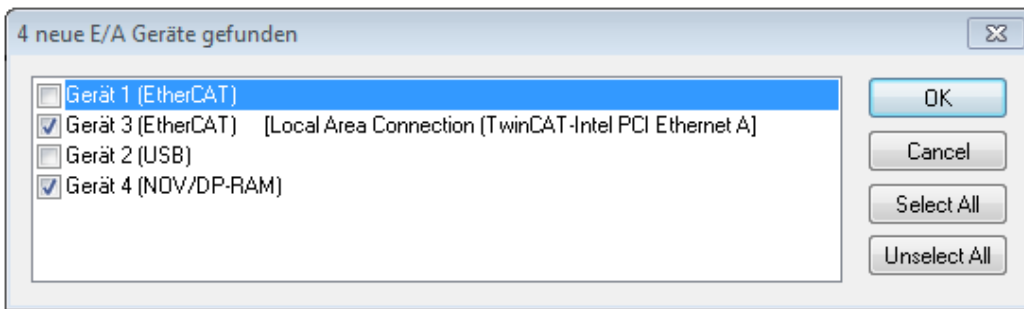 4 neue E/A Geräte gefunden
Gerät 1 (EtherCAT)
Gerät 3 (EtherCAT) [Local Area Connection (TwinCAT-Intel PCI Ethernet A]
Gerät 2 (USB)
Gerät 4 (NOV/DP-RAM)
OK
Cancel
Select All
Unselect All